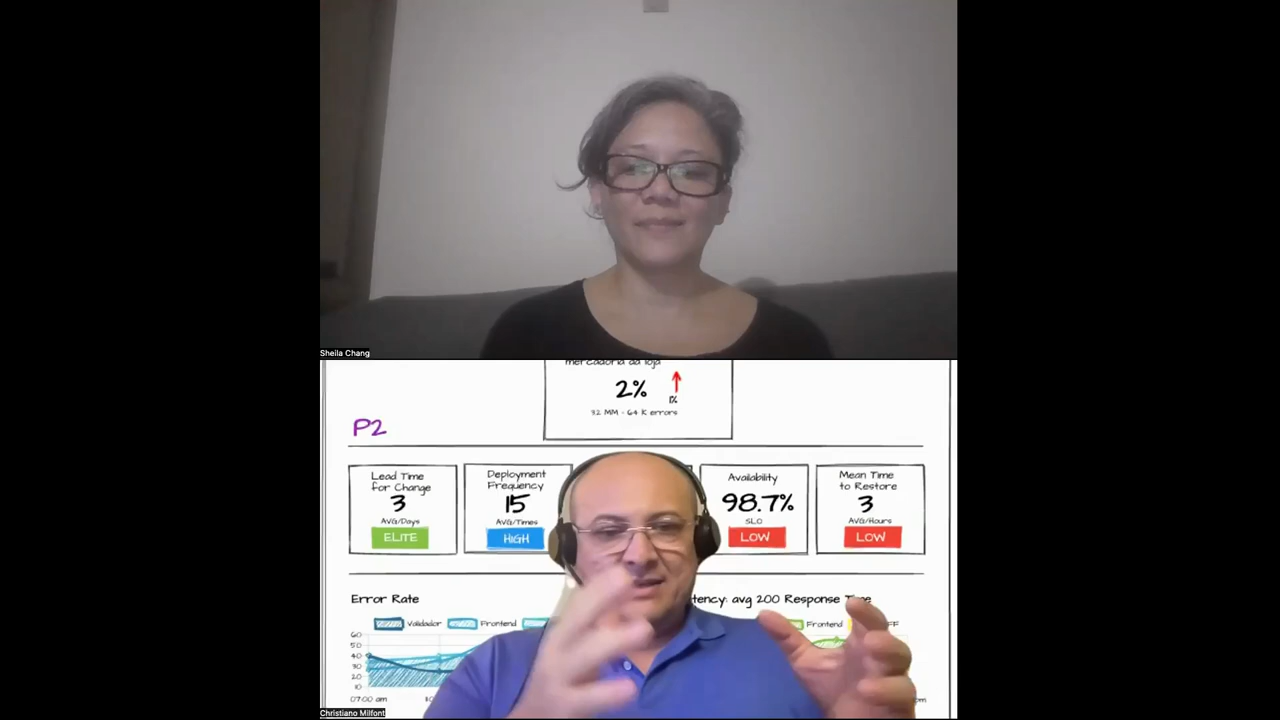 Sheila Chang
mercadoria da loja
2%
1%
3.2 MM - 64 K errors
P2
Lead Time
for Change
3
AVG/Days
ELITE
Deployment
Frequency
15
AVG/Times
HIGH
Availability
98.7%
SLO
LOW
Mean Time
to Restore
3
AVG/Hours
LOW
Error Rate
avg 200 Response Time
Validador
Frontend
Frontend
60
50
40
30
20
10
07:00 am
Christiano Milfont